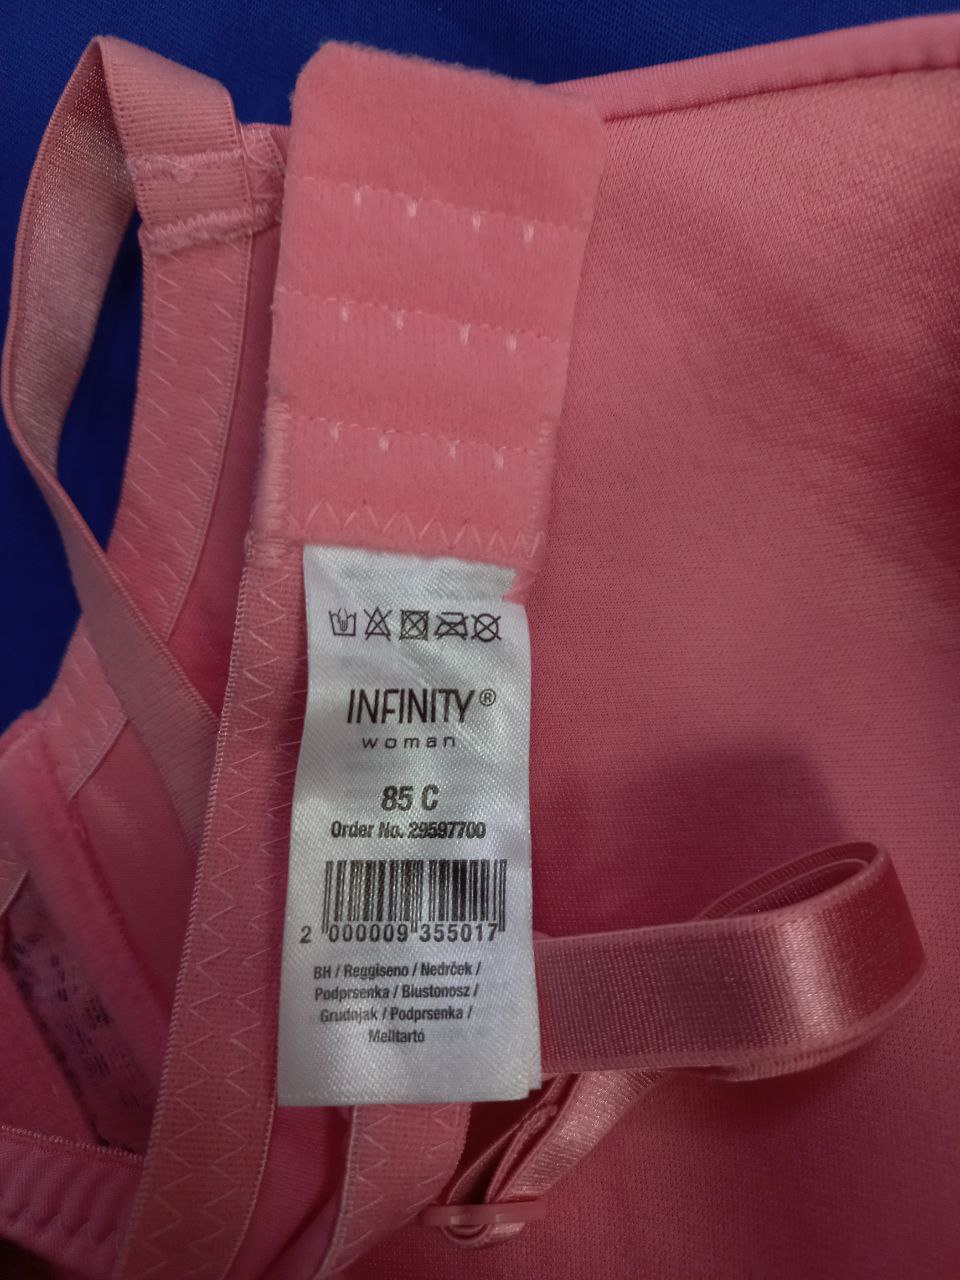 INFINITY®
woman
85 C
Order No. 29597700
2 000009 355017
BH / Reggiseno / Nedrček /
Podprsenka / Biustonosz /
Grudnjak / Podprsenka /
Melltartó